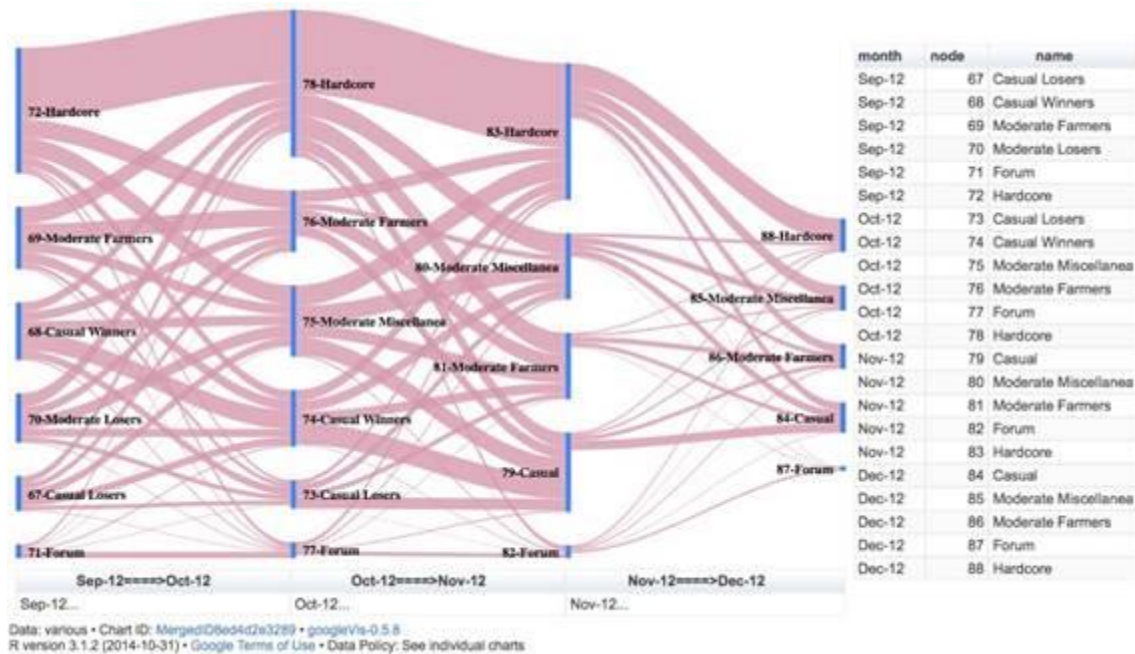 72-Hardcore
69-Moderate Farmers
68-Casual Winners
70-Moderate Losers
67-Casual Losers
71-Forum
78-Hardcore
76-Moderate Farmers
75-Moderate Miscellanea
74-Casual Winners
73-Casual Losers
77-Forum
83-Hardcore
80-Moderate Miscellanea
81-Moderate Farmers
79-Casual
82-Forum
88-Hardcore
85-Moderate Miscellanea
86-Moderate Farmers
84-Casual
87-Forum
Sep-12====>Oct-12 Oct-12====>Nov-12 Nov-12====>Dec-12
Sep-12... Oct-12... Nov-12...
month node name
Sep-12 67 Casual Losers
Sep-12 68 Casual Winners
Sep-12 69 Moderate Farmers
Sep-12 70 Moderate Losers
Sep-12 71 Forum
Sep-12 72 Hardcore
Oct-12 73 Casual Losers
Oct-12 74 Casual Winners
Oct-12 75 Moderate Miscellanea
Oct-12 76 Moderate Farmers
Oct-12 77 Forum
Oct-12 78 Hardcore
Nov-12 79 Casual
Nov-12 80 Moderate Miscellanea
Nov-12 81 Moderate Farmers
Nov-12 82 Forum
Nov-12 83 Hardcore
Dec-12 84 Casual
Dec-12 85 Moderate Miscellanea
Dec-12 86 Moderate Farmers
Dec-12 87 Forum
Dec-12 88 Hardcore
Data: various • Chart ID: MergedID8ed4d2e3289 • googleVis-0.5.8
R version 3.1.2 (2014-10-31) • Google Terms of Use • Data Policy: See individual charts